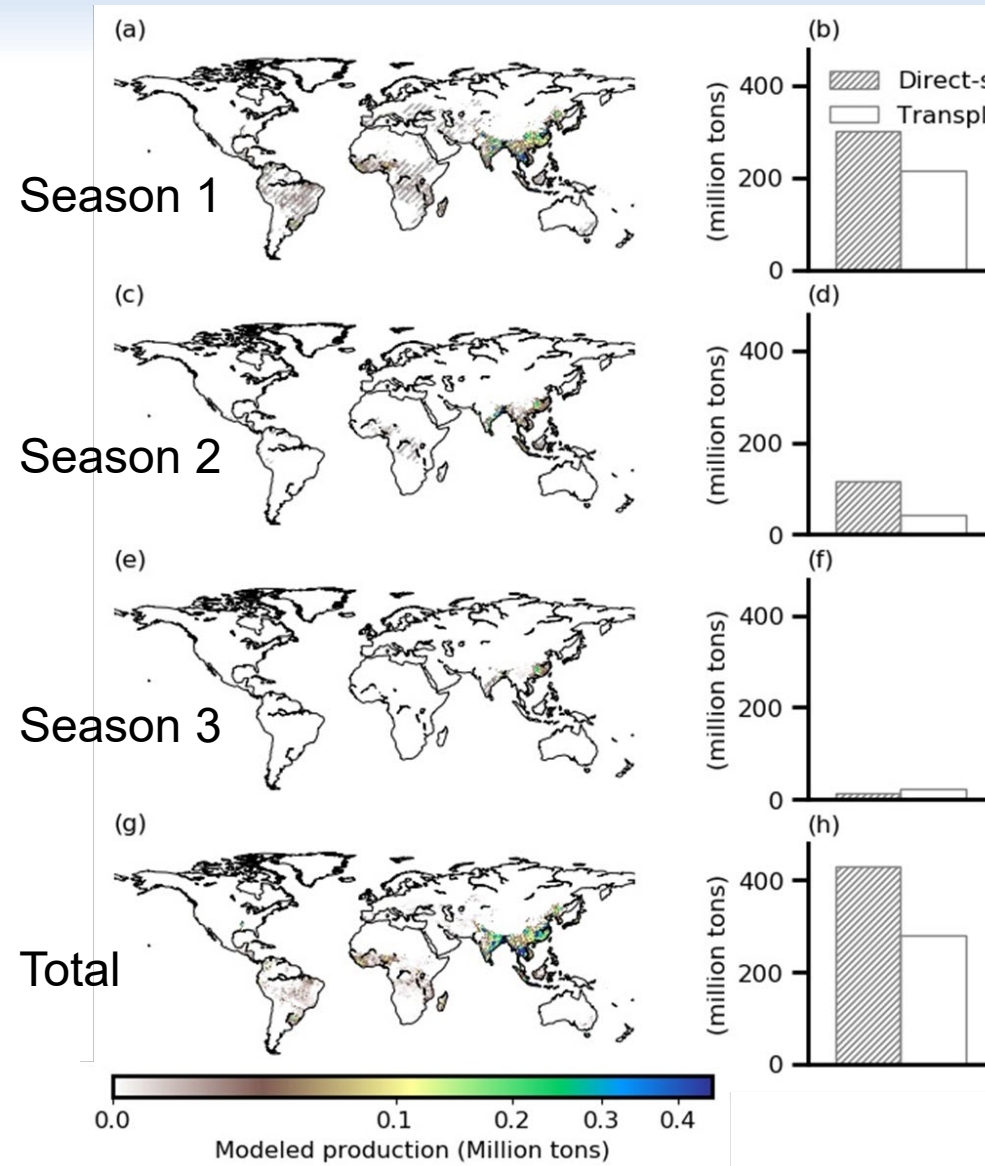 (a)
(b)
400
200
0
(million tons)
Direct-s
Transpl
Season 1
(c)
(d)
400
200
0
(million tons)
Season 2
(e)
(f)
400
200
0
(million tons)
Season 3
(g)
(h)
400
200
0
(million tons)
Total
0.0 0.1 0.2 0.3 0.4
Modeled production (Million tons)